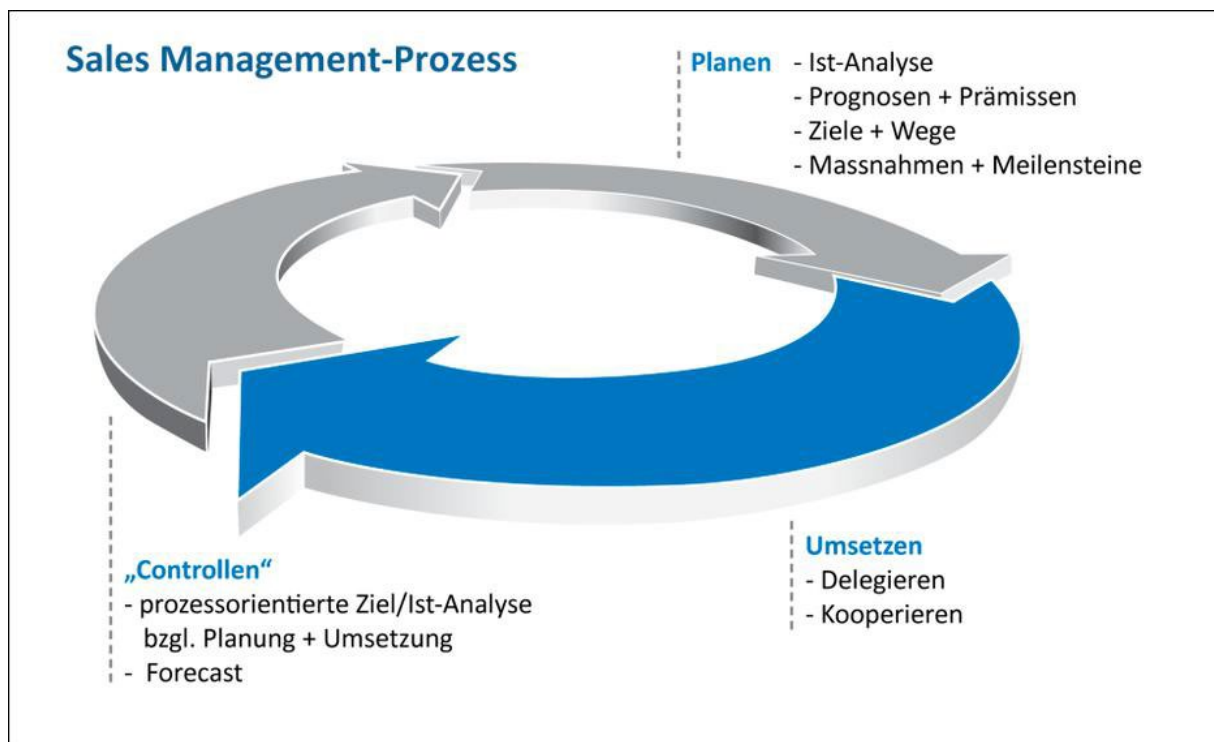 Sales Management-Prozess
Planen - Ist-Analyse
- Prognosen + Prämissen
- Ziele + Wege
- Massnahmen + Meilensteine
„Controllen“
- prozessorientierte Ziel/Ist-Analyse
bzgl. Planung + Umsetzung
- Forecast
Umsetzen
- Delegieren
- Kooperieren